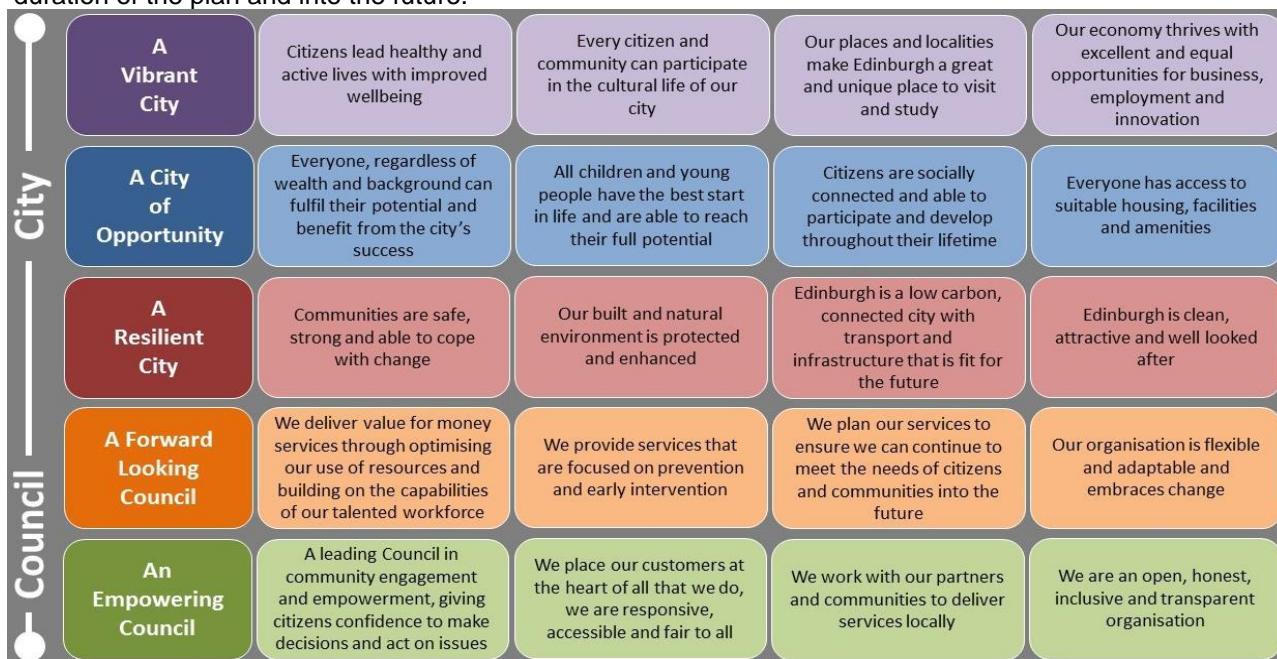 duration of the plan and into the future.
City
Council
A
Vibrant
City
Citizens lead healthy and
active lives with improved
wellbeing
Every citizen and
community can participate
in the cultural life of our
city
Our places and localities
make Edinburgh a great
and unique place to visit
and study
Our economy thrives with
excellent and equal
opportunities for business,
employment and
innovation
A City
of
Opportunity
Everyone, regardless of
wealth and background can
fulfil their potential and
benefit from the city's
success
All children and young
people have the best start
in life and are able to reach
their full potential
Citizens are socially
connected and able to
participate and develop
throughout their lifetime
Everyone has access to
suitable housing, facilities
and amenities
A
Resilient
City
Communities are safe,
strong and able to cope
with change
Our built and natural
environment is protected
and enhanced
Edinburgh is a low carbon,
connected city with
transport and
infrastructure that is fit for
the future
Edinburgh is clean,
attractive and well looked
after
A Forward
Looking
Council
We deliver value for money
services through optimising
our use of resources and
building on the capabilities
of our talented workforce
We provide services that
are focused on prevention
and early intervention
We plan our services to
ensure we can continue to
meet the needs of citizens
and communities into the
future
Our organisation is flexible
and adaptable and
embraces change
An
Empowering
Council
A leading Council in
community engagement
and empowerment, giving
citizens confidence to make
decisions and act on issues
We place our customers at
the heart of all that we do,
we are responsive,
accessible and fair to all
We work with our partners
and communities to deliver
services locally
We are an open, honest,
inclusive and transparent
organisation